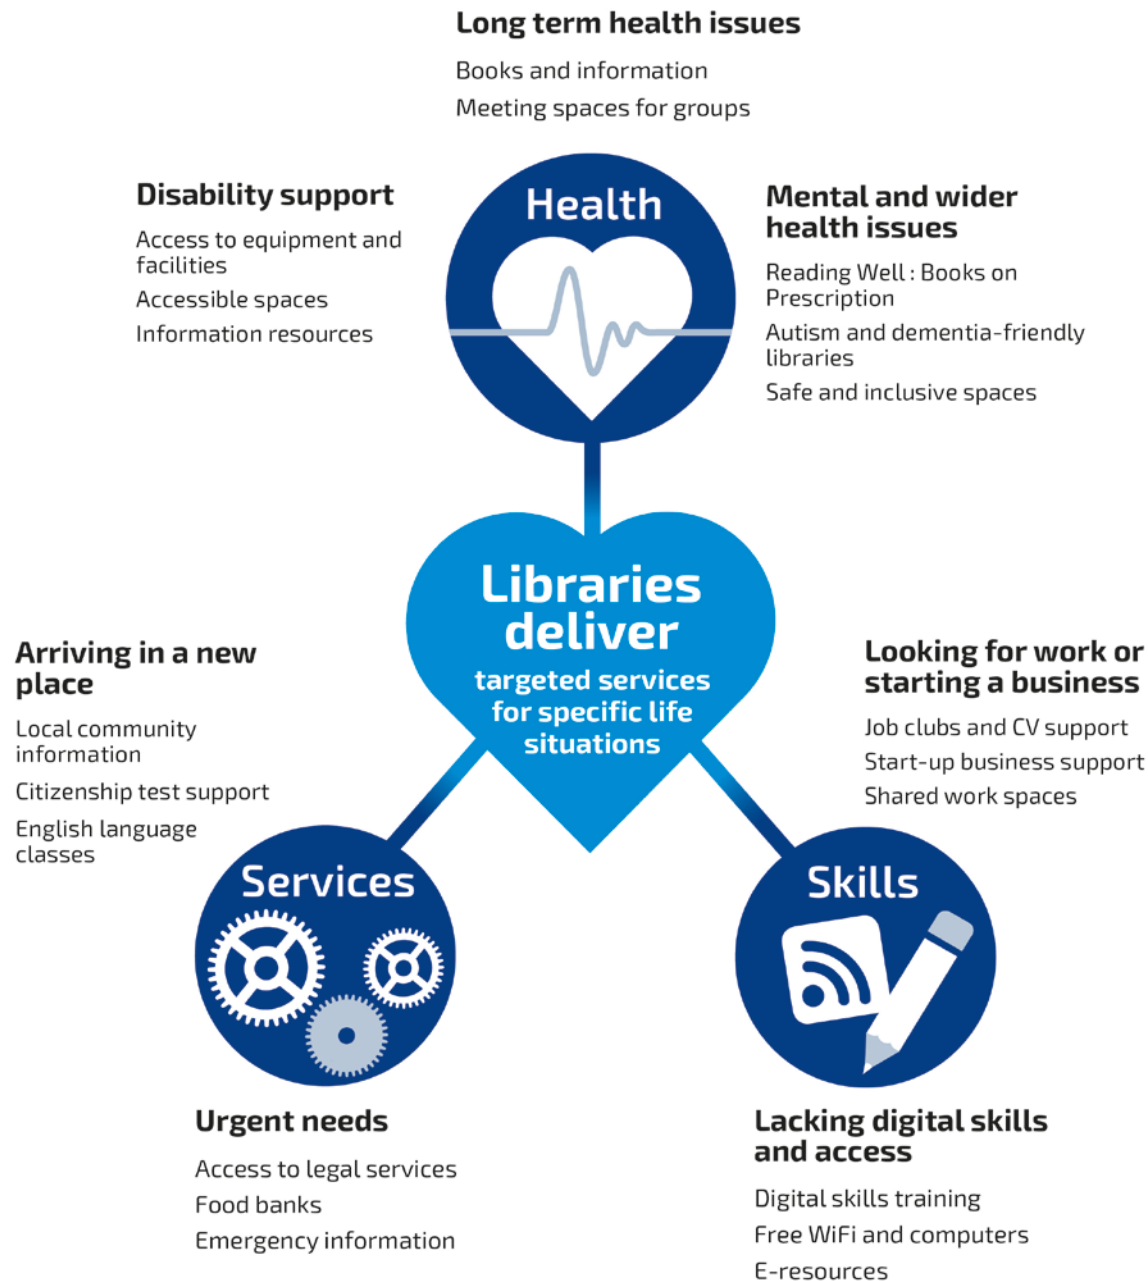 Long term health issues
Books and information
Meeting spaces for groups
Disability support
Access to equipment and
facilities
Accessible spaces
Information resources
Health
Mental and wider
health issues
Reading Well : Books on
Prescription
Autism and dementia-friendly
libraries
Safe and inclusive spaces
Libraries
deliver
targeted services
for specific life
situations
Arriving in a new
place
Local community
information
Citizenship test support
English language
classes
Looking for work or
starting a business
Job clubs and CV support
Start-up business support
Shared work spaces
Services
Skills
Urgent needs
Access to legal services
Food banks
Emergency information
Lacking digital skills
and access
Digital skills training
Free WiFi and computers
E-resources